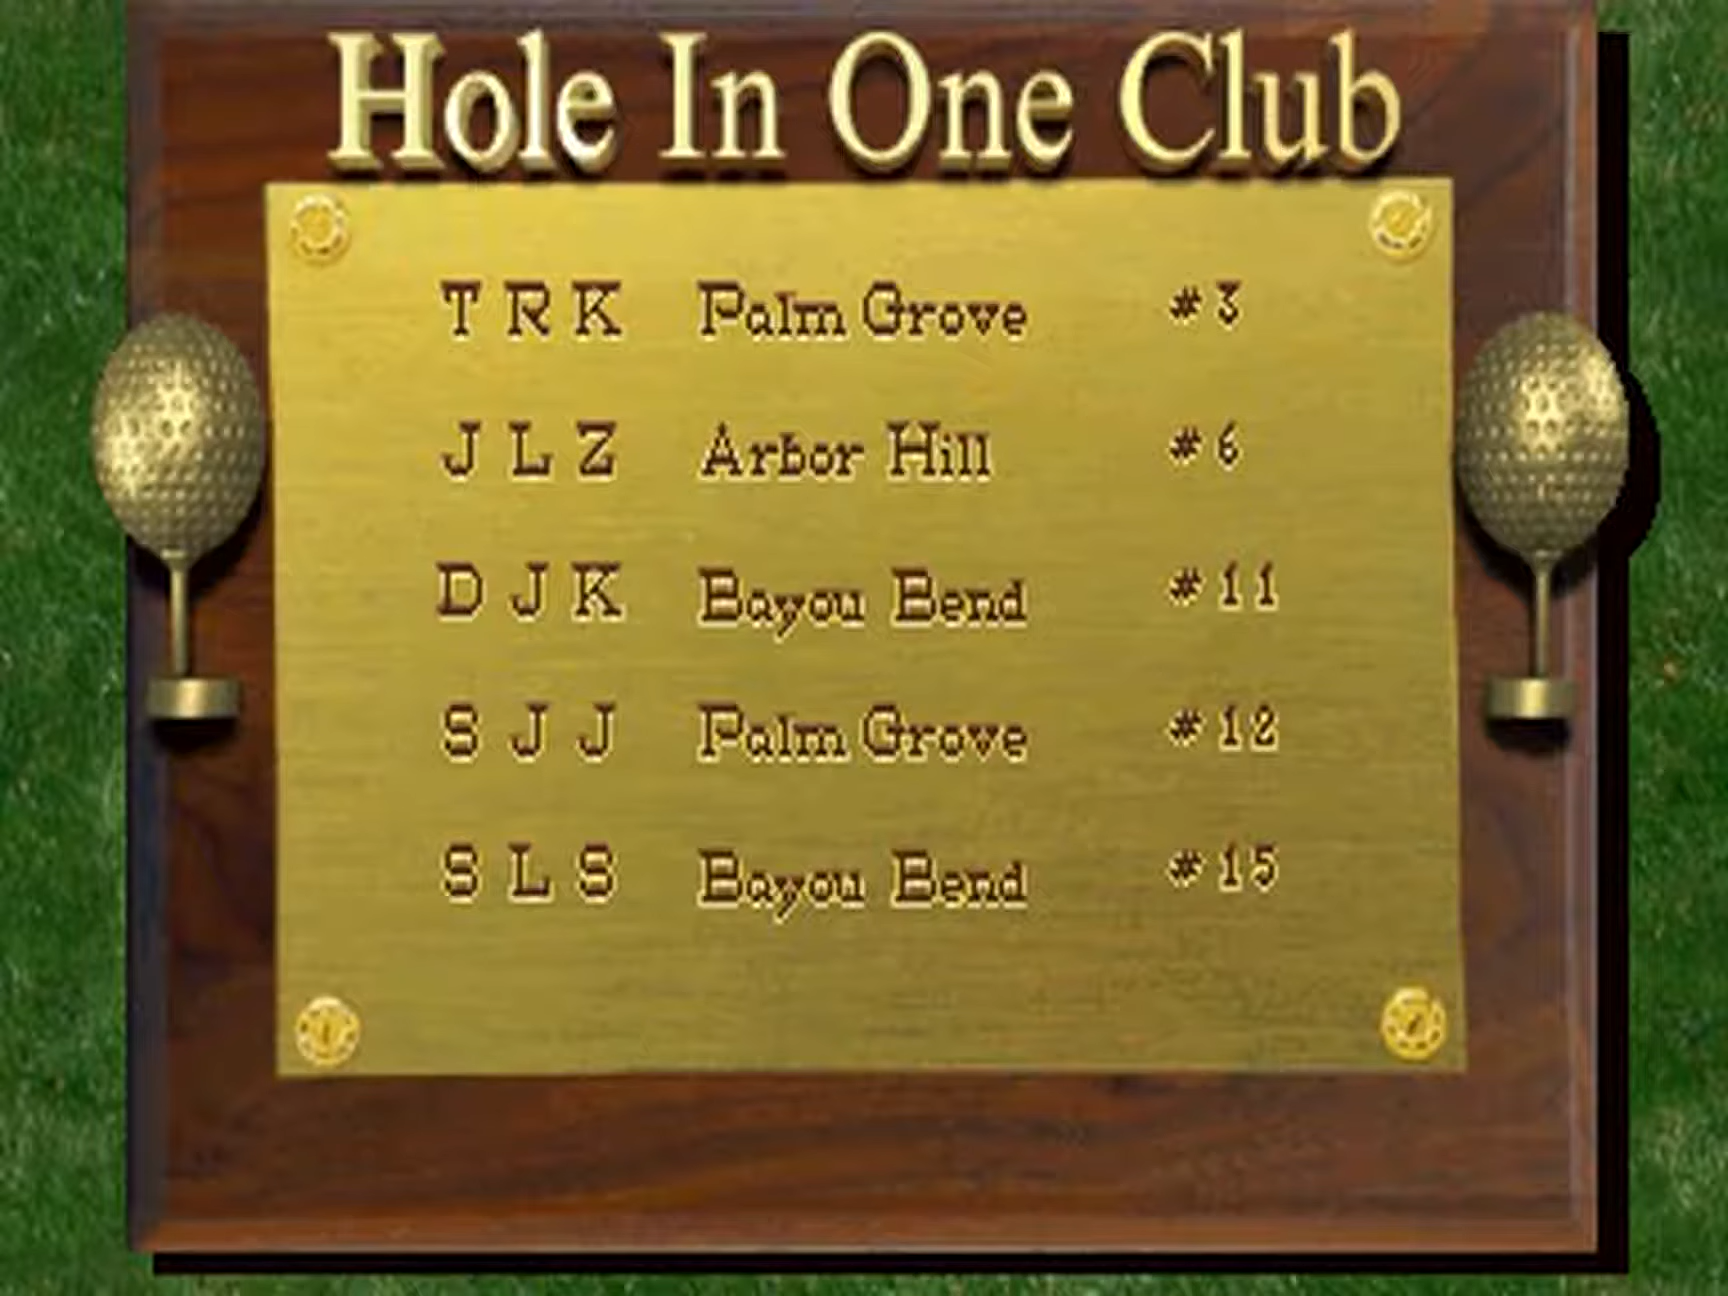 Hole In One Club
T R K Palm Grove # 3
J L Z Arbor Hill # 6
D J K Bayou Bend # 11
S J J Palm Grove # 12
S L S Bayou Bend # 15